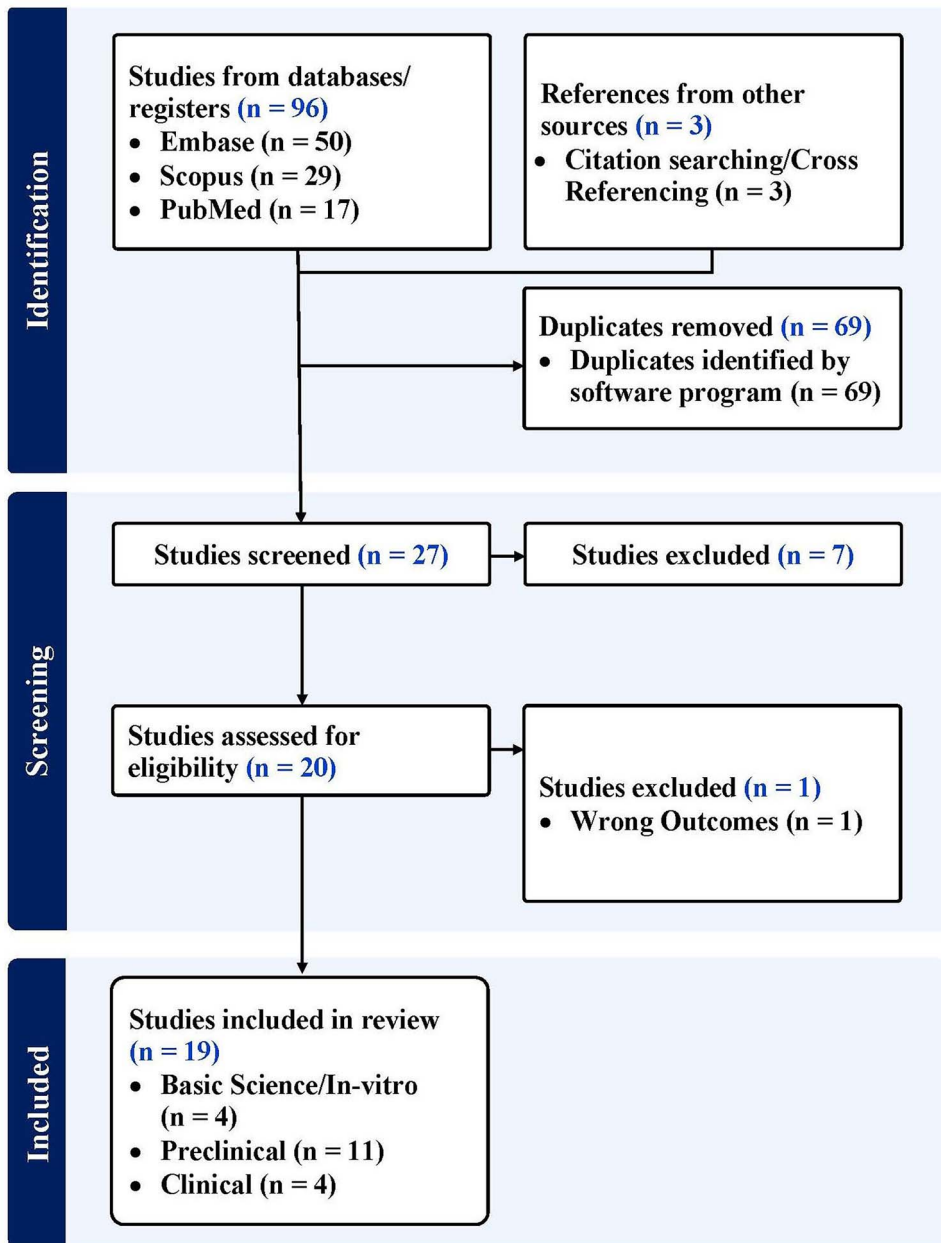 Identification
Studies from databases/
registers (n = 96)
• Embase (n = 50)
• Scopus (n = 29)
• PubMed (n = 17)
References from other
sources (n = 3)
• Citation searching/Cross
Referencing (n = 3)
Duplicates removed (n = 69)
• Duplicates identified by
software program (n = 69)
Screening
Studies screened (n = 27)
Studies excluded (n = 7)
Studies assessed for
eligibility (n = 20)
Studies excluded (n = 1)
• Wrong Outcomes (n = 1)
Included
Studies included in review
(n = 19)
• Basic Science/In-vitro
(n = 4)
• Preclinical (n = 11)
• Clinical (n = 4)